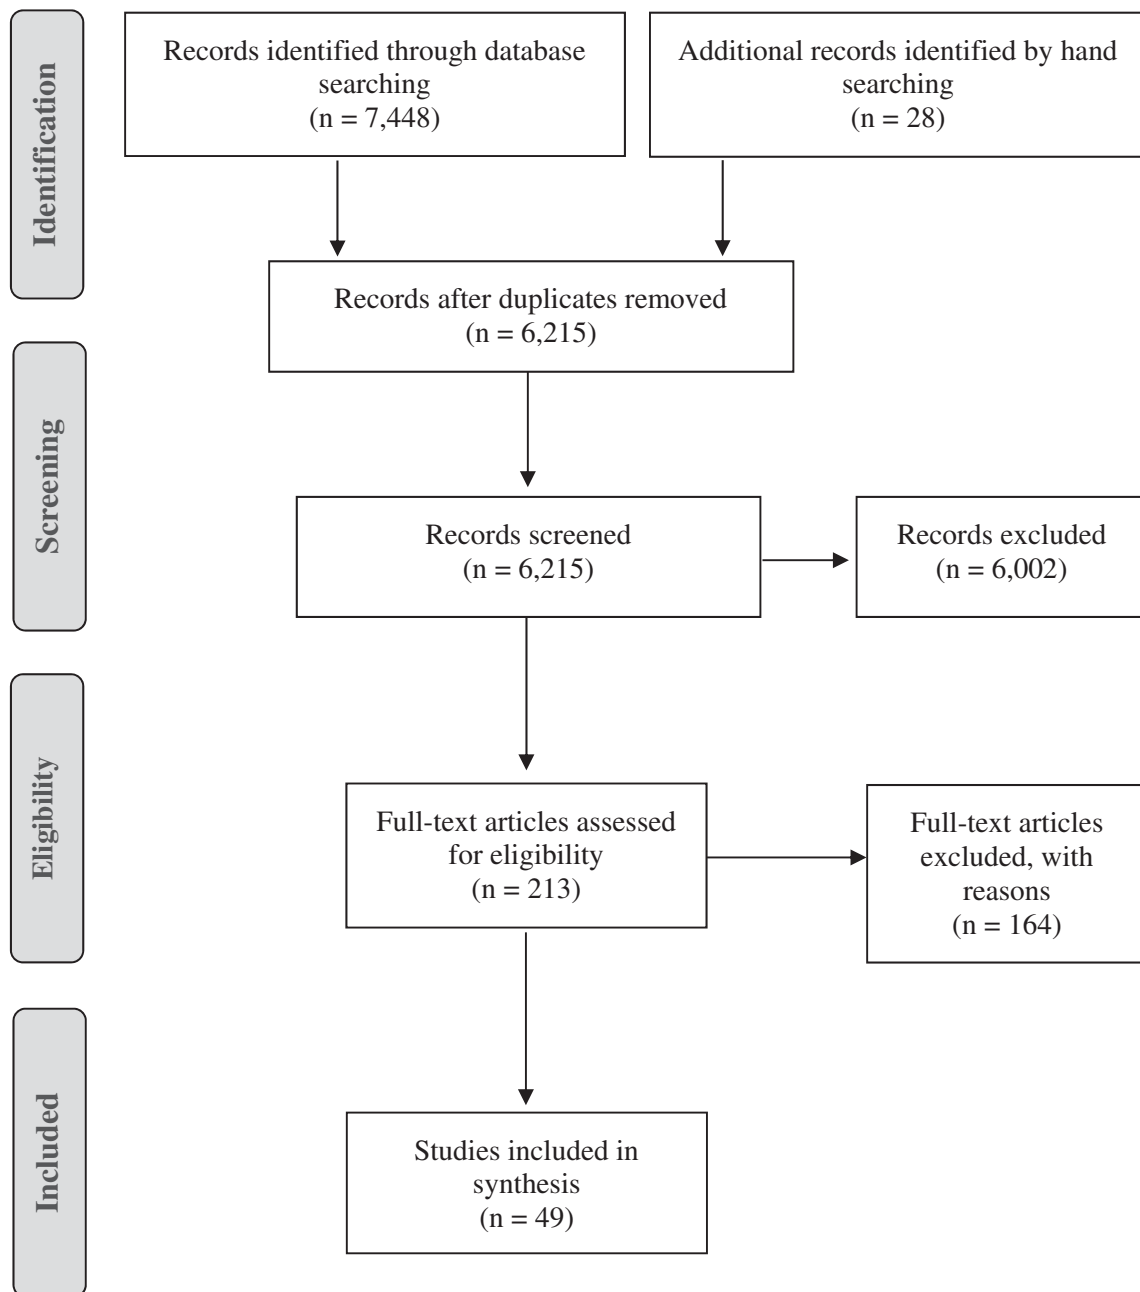 Identification
Records identified through database
searching
(n = 7,448)
Additional records identified by hand
searching
(n = 28)
Records after duplicates removed
(n = 6,215)
Screening
Records screened
(n = 6,215)
Records excluded
(n = 6,002)
Eligibility
Full-text articles assessed
for eligibility
(n = 213)
Full-text articles
excluded, with
reasons
(n = 164)
Included
Studies included in
synthesis
(n = 49)